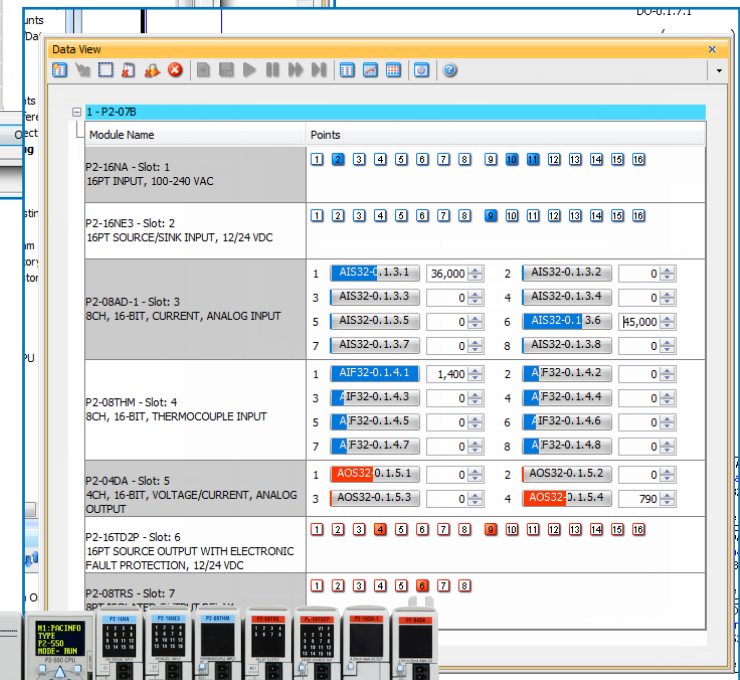 DO-0.1.7.1
Data View
1 - P2-07B
Module Name Points
P2-16NA - Slot: 1
16PT INPUT, 100-240 VAC
1 2 3 4 5 6 7 8 9 10 11 12 13 14 15 16
P2-16NE3 - Slot: 2
16PT SOURCE/SINK INPUT, 12/24 VDC
1 2 3 4 5 6 7 8 9 10 11 12 13 14 15 16
P2-08AD-1 - Slot: 3
8CH, 16-BIT, CURRENT, ANALOG INPUT
1 AIS32-0.1.3.1 36,000 2 AIS32-0.1.3.2 0
3 AIS32-0.1.3.3 0 4 AIS32-0.1.3.4 0
5 AIS32-0.1.3.5 0 6 AIS32-0.1.3.6 45,000
7 AIS32-0.1.3.7 0 8 AIS32-0.1.3.8 0
P2-08THM - Slot: 4
8CH, 16-BIT, THERMOCOUPLE INPUT
1 AIF32-0.1.4.1 1,400 2 AIF32-0.1.4.2 0
3 AIF32-0.1.4.3 0 4 AIF32-0.1.4.4 0
5 AIF32-0.1.4.5 0 6 AIF32-0.1.4.6 0
7 AIF32-0.1.4.7 0 8 AIF32-0.1.4.8 0
P2-04DA - Slot: 5
4CH, 16-BIT, VOLTAGE/CURRENT, ANALOG
OUTPUT
1 AOS32-0.1.5.1 0 2 AOS32-0.1.5.2 0
3 AOS32-0.1.5.3 0 4 AOS32-0.1.5.4 790
P2-16TD2P - Slot: 6
16PT SOURCE OUTPUT WITH ELECTRONIC
FAULT PROTECTION, 12/24 VDC
1 2 3 4 5 6 7 8 9 10 11 12 13 14 15 16
P2-08TRS - Slot: 7
8PT ISOLATED OUTPUT RELAY
1 2 3 4 5 6 7 8
M1:PACINFO
TYPE
P2-550
MODE= RUN
P2-550 CPU
P2-16NA
P2-16NE3
P2-08THM
P2-08TRS